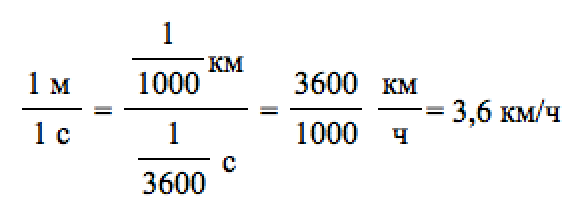 1 м / 1 с = 1/1000 км / 1/3600 с = 3600/1000 км/ч = 3,6 км/ч